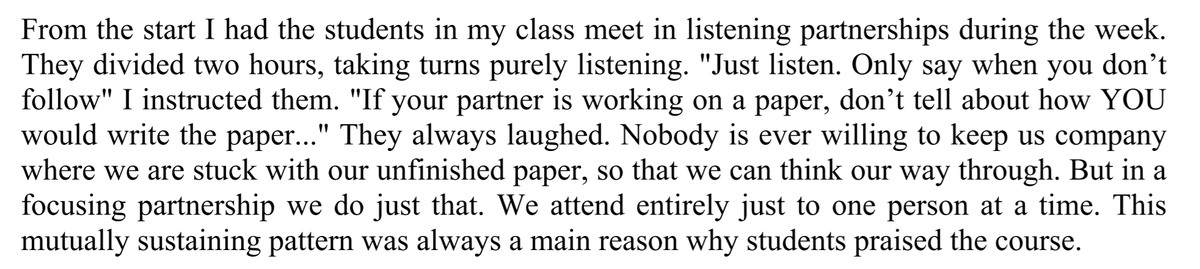 From the start I had the students in my class meet in listening partnerships during the week.
They divided two hours, taking turns purely listening. "Just listen. Only say when you don’t
follow" I instructed them. "If your partner is working on a paper, don’t tell about how YOU
would write the paper..." They always laughed. Nobody is ever willing to keep us company
where we are stuck with our unfinished paper, so that we can think our way through. But in a
focusing partnership we do just that. We attend entirely just to one person at a time. This
mutually sustaining pattern was always a main reason why students praised the course.